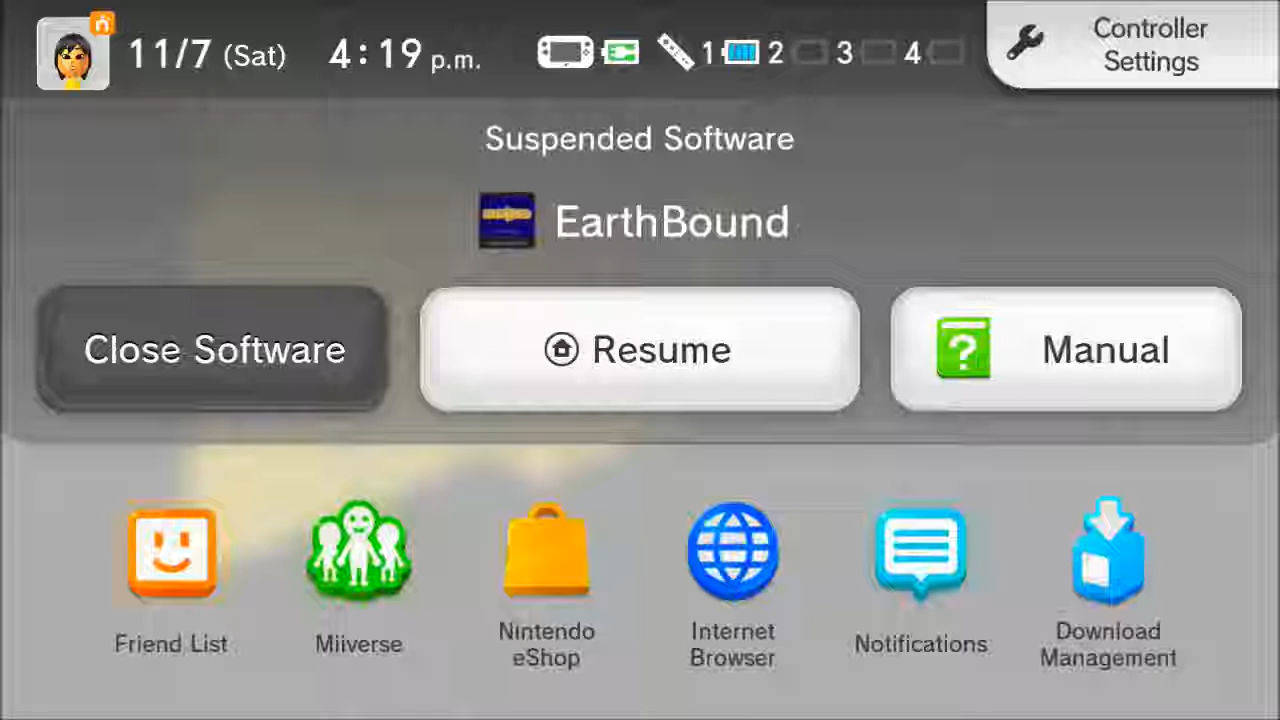 11/7 (Sat) 4:19 p.m. 1 2 3 4
Controller
Settings
Suspended Software
EarthBound
Close Software
Resume
Manual
Friend List
Miiverse
Nintendo
eShop
Internet
Browser
Notifications
Download
Management